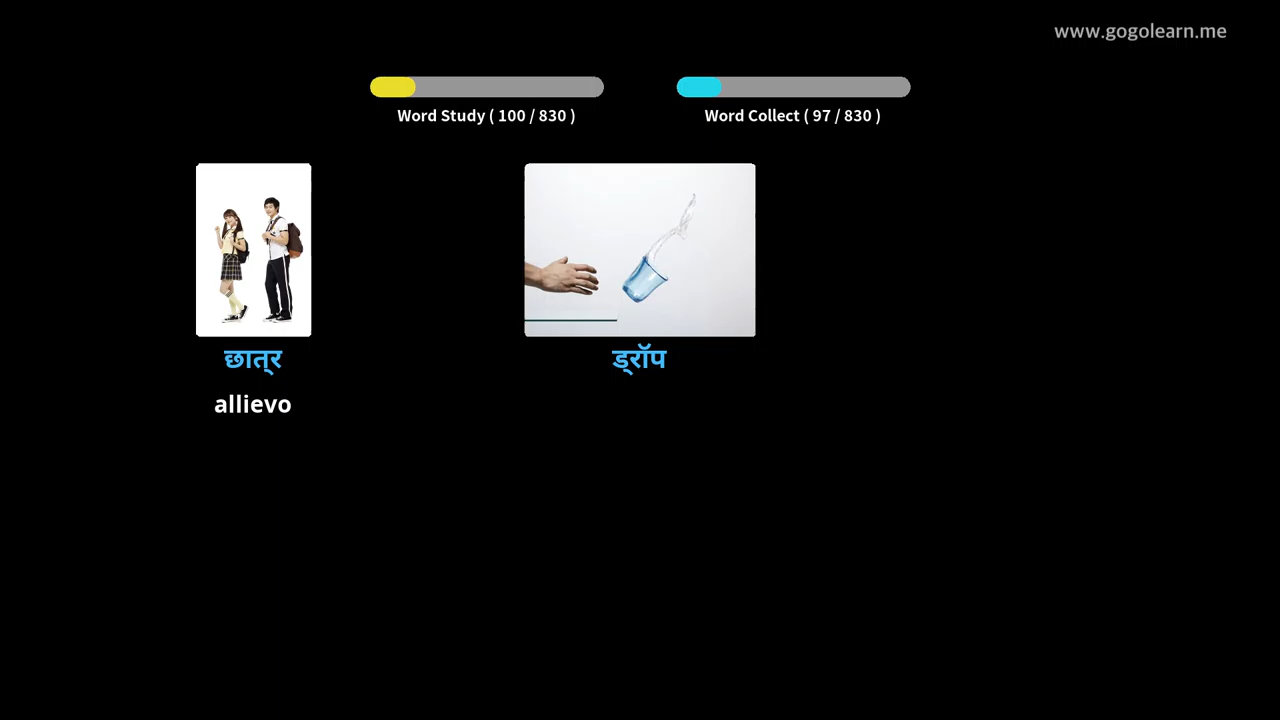 www.gogolearn.me
Word Study ( 100 / 830 )
Word Collect ( 97 / 830 )
छात्र
ड्रॉप
allievo